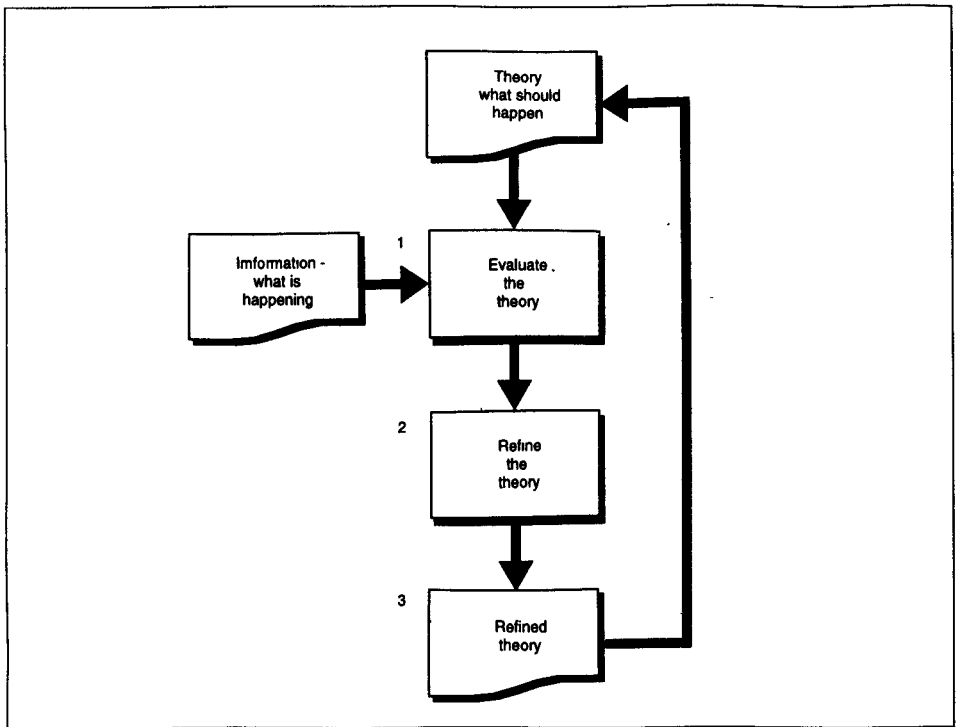 Theory
what should
happen
1
Imformation -
what is
happening
Evaluate
the
theory
2
Refine
the
theory
3
Refined
theory